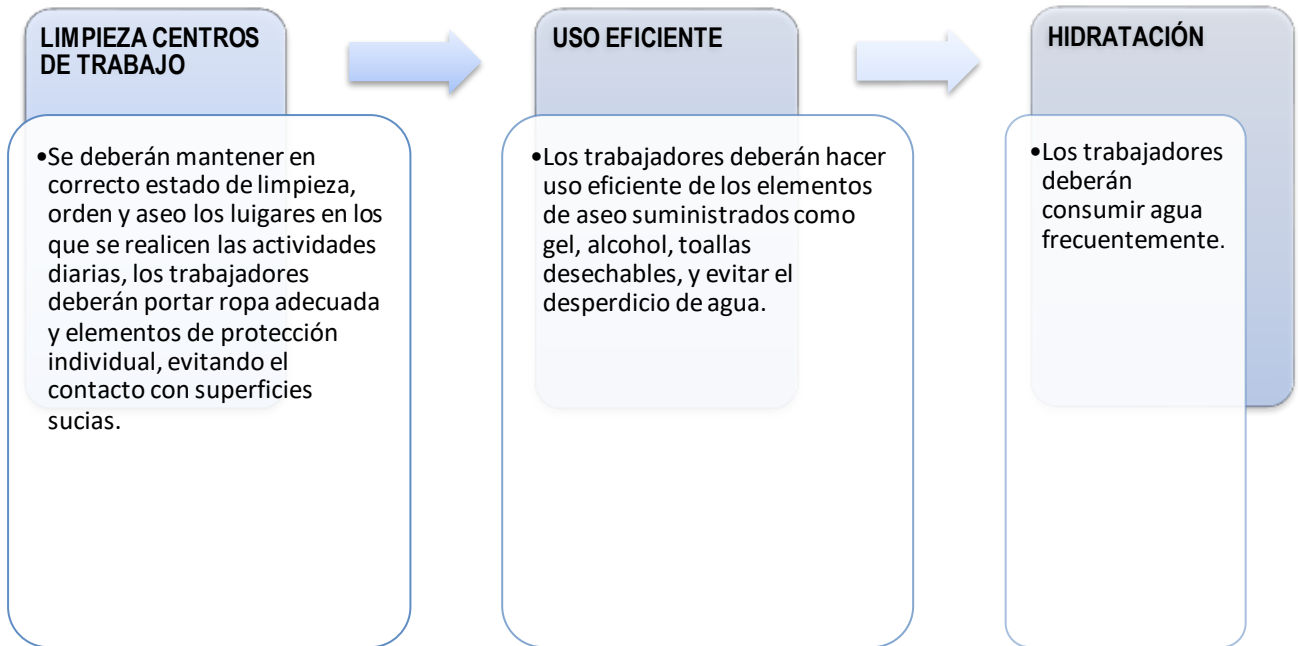 LIMPIEZA CENTROS
DE TRABAJO
•Se deberán mantener en
correcto estado de limpieza,
orden y aseo los luigares en los
que se realicen las actividades
diarias, los trabajadores
deberán portar ropa adecuada
y elementos de protección
individual, evitando el
contacto con superficies
sucias.
USO EFICIENTE
•Los trabajadores deberán hacer
uso eficiente de los elementos
de aseo suministrados como
gel, alcohol, toallas
desechables, y evitar el
desperdicio de agua.
HIDRATACIÓN
•Los trabajadores
deberán
consumir agua
frecuentemente.